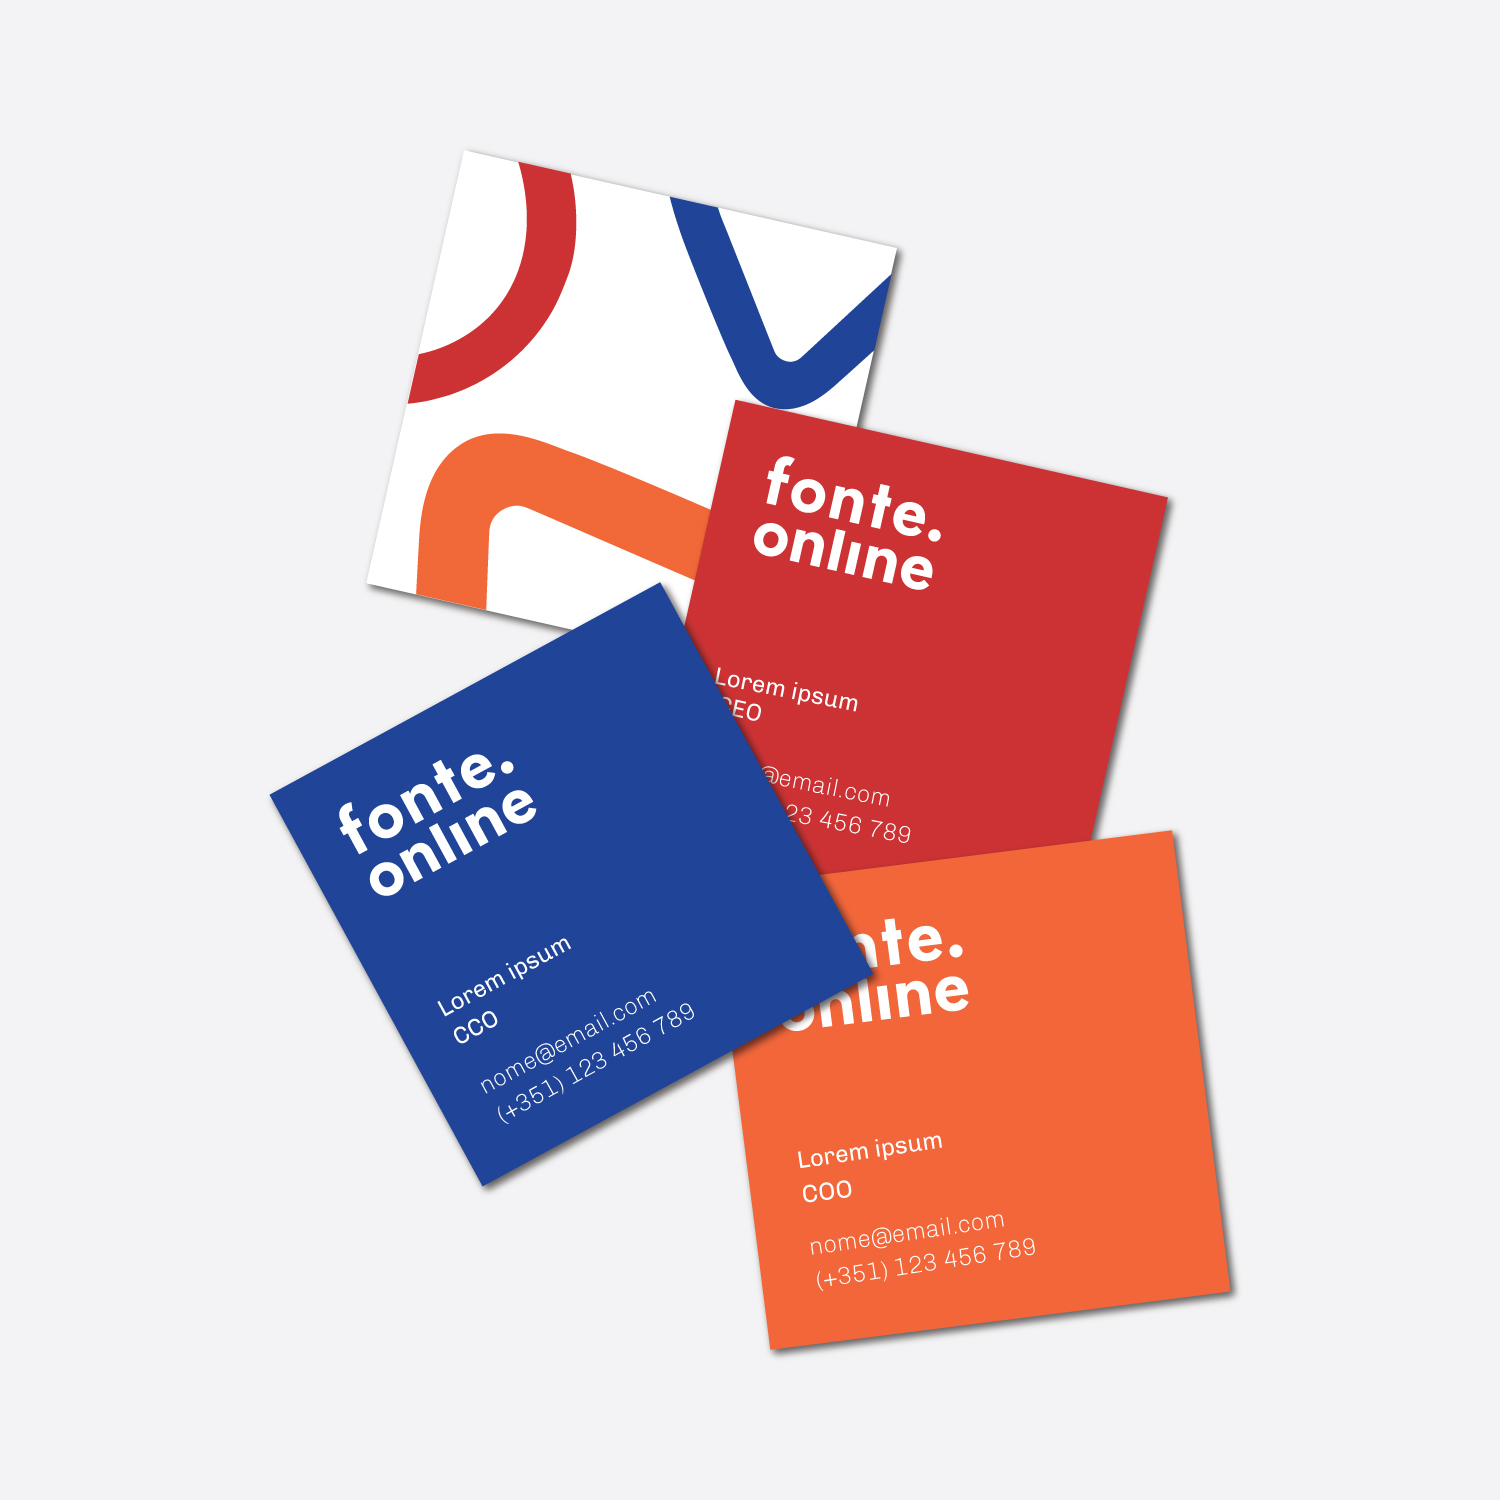 fonte.
online
Lorem ipsum
CEO
@email.com
23 456 789
fonte.
online
Lorem ipsum
CCO
nome@email.com
(+351) 123 456 789
nte.
online
Lorem ipsum
COO
nome@email.com
(+351) 123 456 789